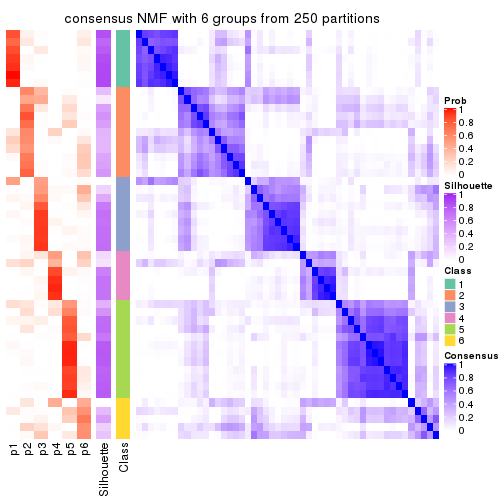 consensus NMF with 6 groups from 250 partitions
Prob
1
0.8
0.6
0.4
0.2
0
Silhouette
1
0.8
0.6
0.4
0.2
0
Class
1
2
3
4
5
6
Consensus
1
0.8
0.6
0.4
0.2
0
p1
p2
p3
p4
p5
p6
Silhouette
Class